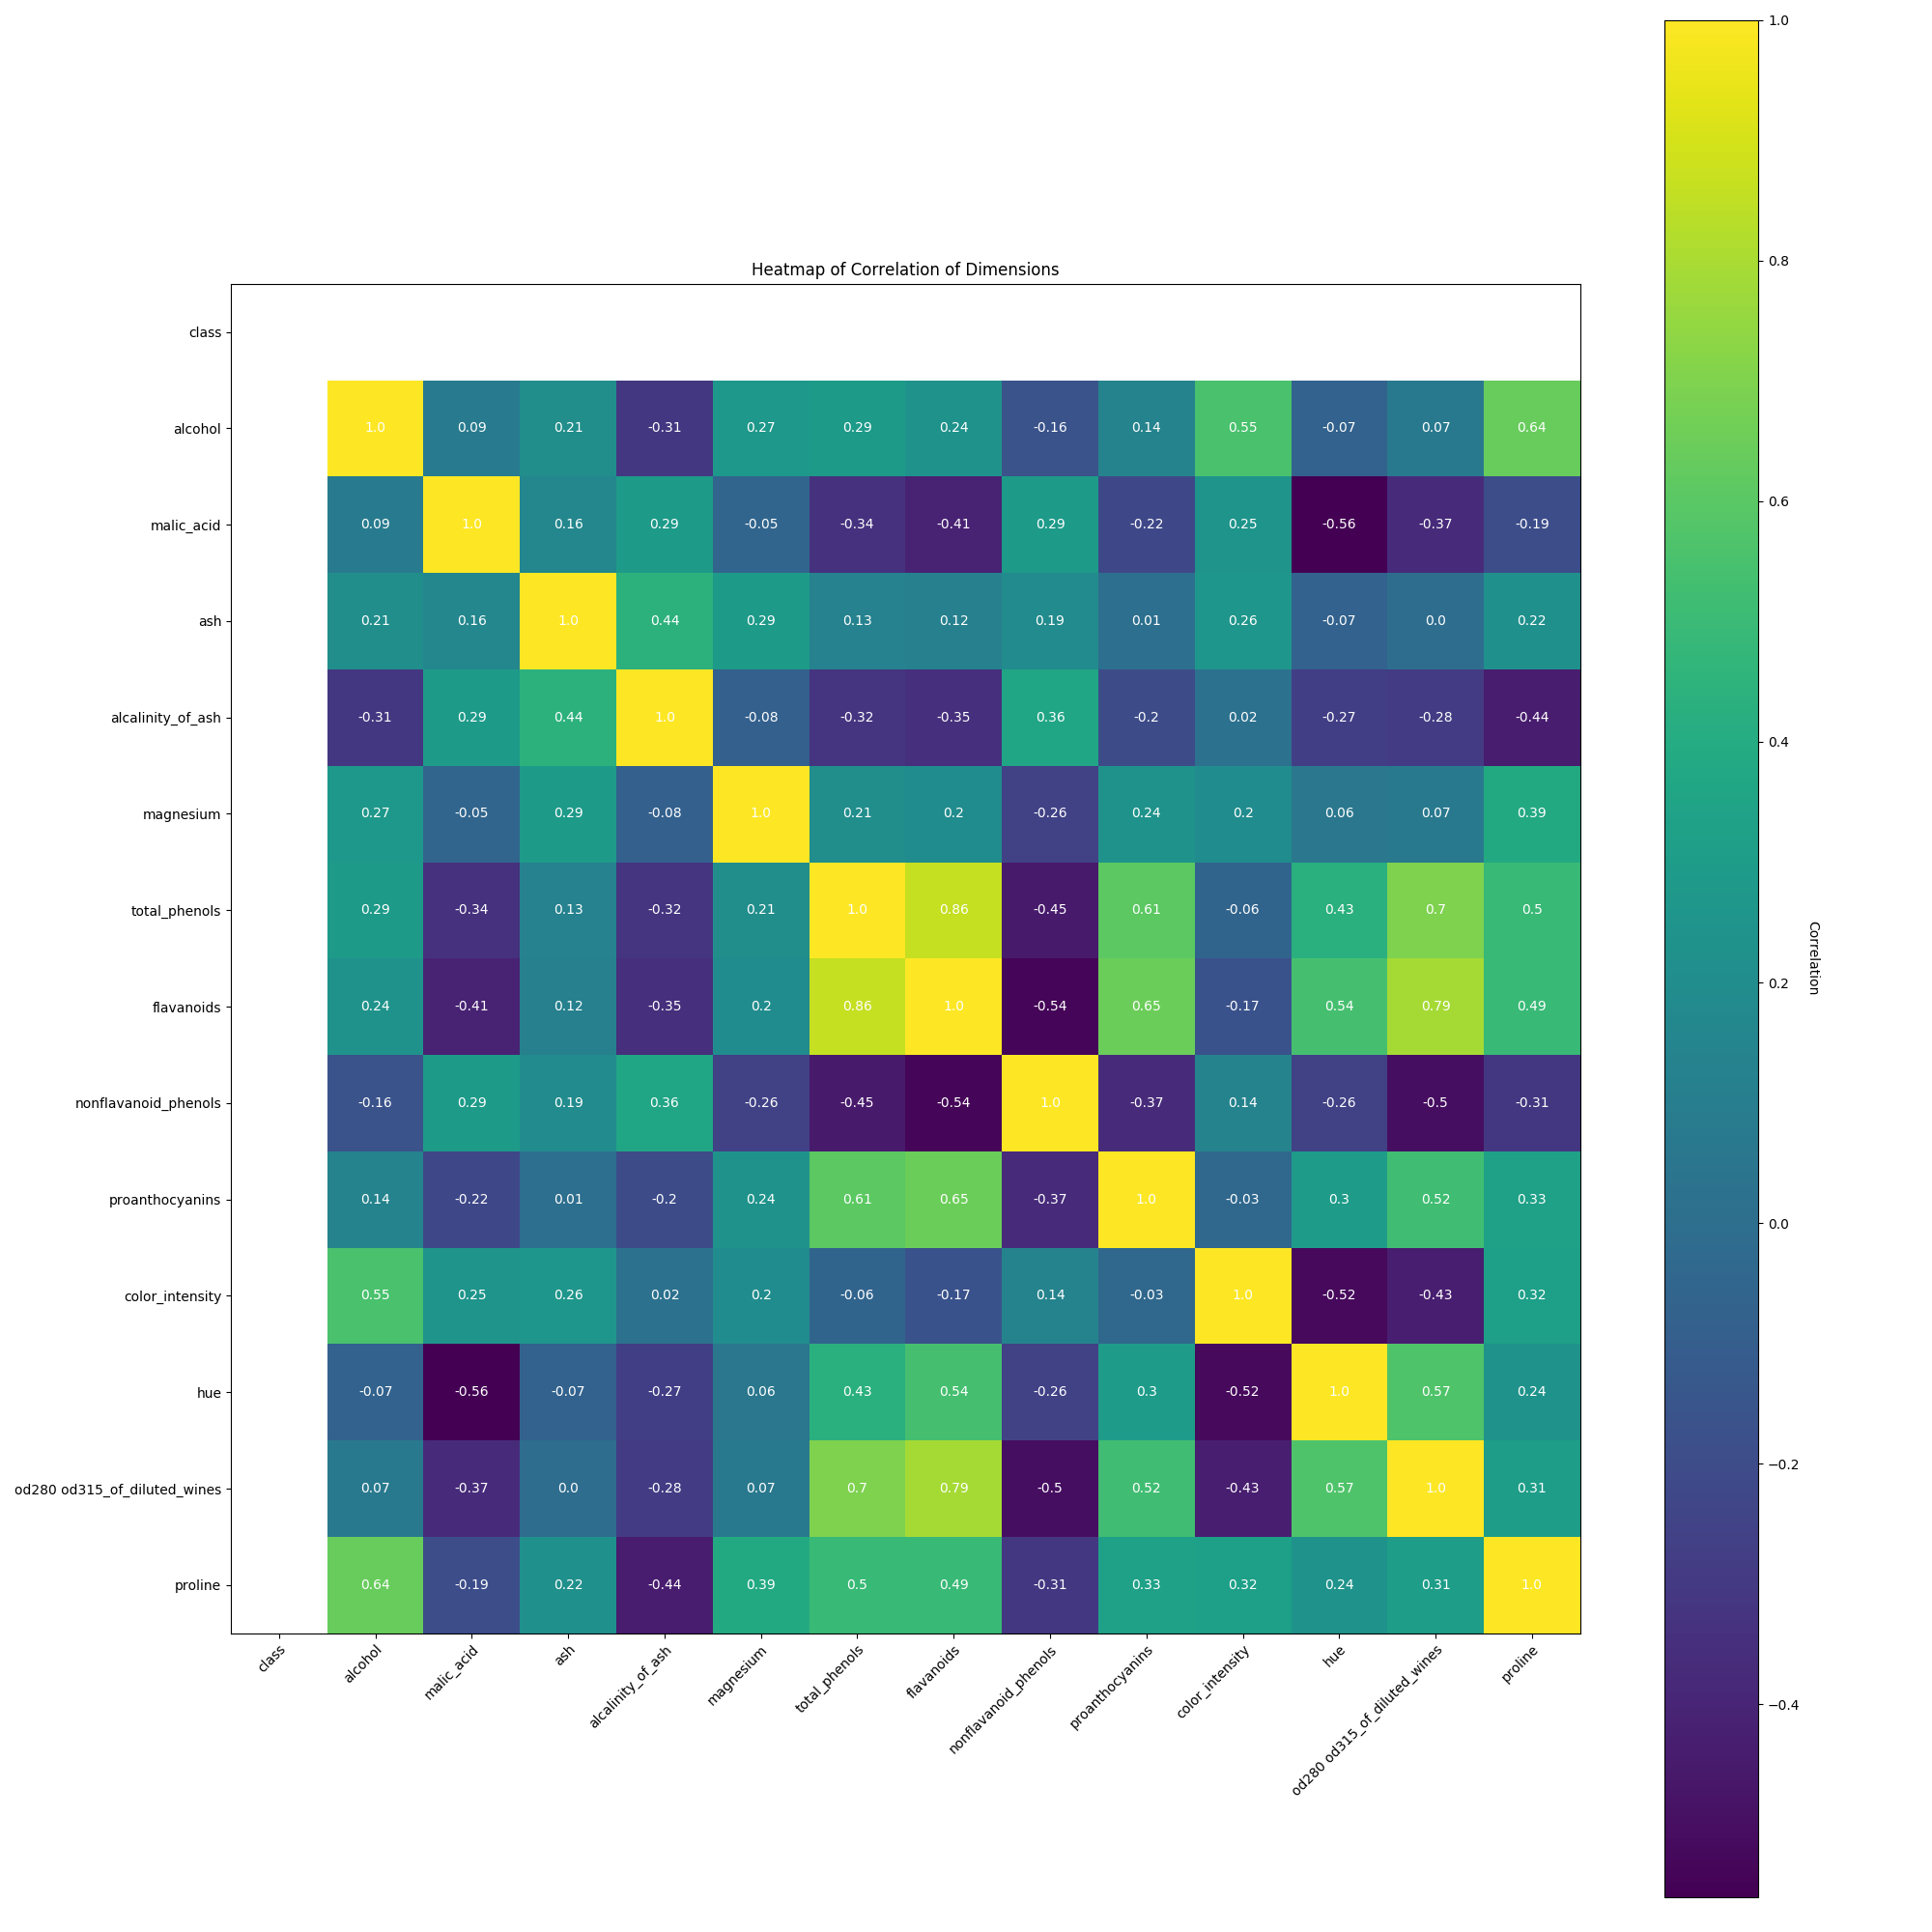 Heatmap of Correlation of Dimensions
class
alcohol 1.0 0.09 0.21 -0.31 0.27 0.29 0.24 -0.16 0.14 0.55 -0.07 0.07 0.64
malic_acid 0.09 1.0 0.16 0.29 -0.05 -0.34 -0.41 0.29 -0.22 0.25 -0.56 -0.37 -0.19
ash 0.21 0.16 1.0 0.44 0.29 0.13 0.12 0.19 0.01 0.26 -0.07 0.0 0.22
alcalinity_of_ash -0.31 0.29 0.44 1.0 -0.08 -0.32 -0.35 0.36 -0.2 0.02 -0.27 -0.28 -0.44
magnesium 0.27 -0.05 0.29 -0.08 1.0 0.21 0.2 -0.26 0.24 0.2 0.06 0.07 0.39
total_phenols 0.29 -0.34 0.13 -0.32 0.21 1.0 0.86 -0.45 0.61 -0.06 0.43 0.7 0.5
flavanoids 0.24 -0.41 0.12 -0.35 0.2 0.86 1.0 -0.54 0.65 -0.17 0.54 0.79 0.49
nonflavanoid_phenols -0.16 0.29 0.19 0.36 -0.26 -0.45 -0.54 1.0 -0.37 0.14 -0.26 -0.5 -0.31
proanthocyanins 0.14 -0.22 0.01 -0.2 0.24 0.61 0.65 -0.37 1.0 -0.03 0.3 0.52 0.33
color_intensity 0.55 0.25 0.26 0.02 0.2 -0.06 -0.17 0.14 -0.03 1.0 -0.52 -0.43 0.32
hue -0.07 -0.56 -0.07 -0.27 0.06 0.43 0.54 -0.26 0.3 -0.52 1.0 0.57 0.24
od280 od315_of_diluted_wines 0.07 -0.37 0.0 -0.28 0.07 0.7 0.79 -0.5 0.52 -0.43 0.57 1.0 0.31
proline 0.64 -0.19 0.22 -0.44 0.39 0.5 0.49 -0.31 0.33 0.32 0.24 0.31 1.0
class
alcohol
malic_acid
ash
alcalinity_of_ash
magnesium
total_phenols
flavanoids
nonflavanoid_phenols
proanthocyanins
color_intensity
hue
od280 od315_of_diluted_wines
proline
1.0
0.8
0.6
0.4
0.2
0.0
−0.2
−0.4
Correlation